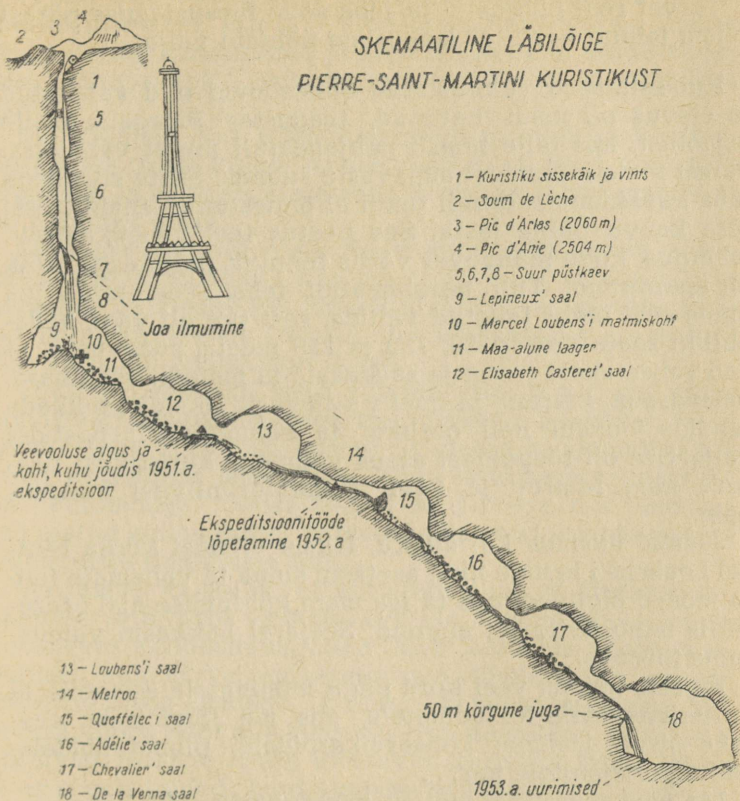 SKEMAATILINE LÄBILÕIGE
PIERRE-SAINT-MARTINI KURISTIKUST
2 3 4
1
5
6
7
8
Joa ilmumine
1 – Kuristiku sissekäik ja vints
2 – Soum de Lèche
3 – Pic d'Arlas (2060 m)
4 – Pic d'Anie (2504 m)
5,6,7,8 – Suur püstkaev
9 – Lepineux' saal
10 – Marcel Loubens'i matmiskoht
11 – Maa-alune laager
12 – Elisabeth Casteret' saal
9
10
11
12
13
14
15
16
17
18
Veevooluse algus ja
koht, kuhu jõudis 1951.a.
ekspeditsioon
Ekspeditsioonitööde
lõpetamine 1952. a
13 – Loubens'i saal
14 – Metroo
15 – Queffélec i saal
16 – Adélie' saal
17 – Chevalier' saal
18 – De la Verna saal
50 m kõrgune juga
1953.a. uurimised